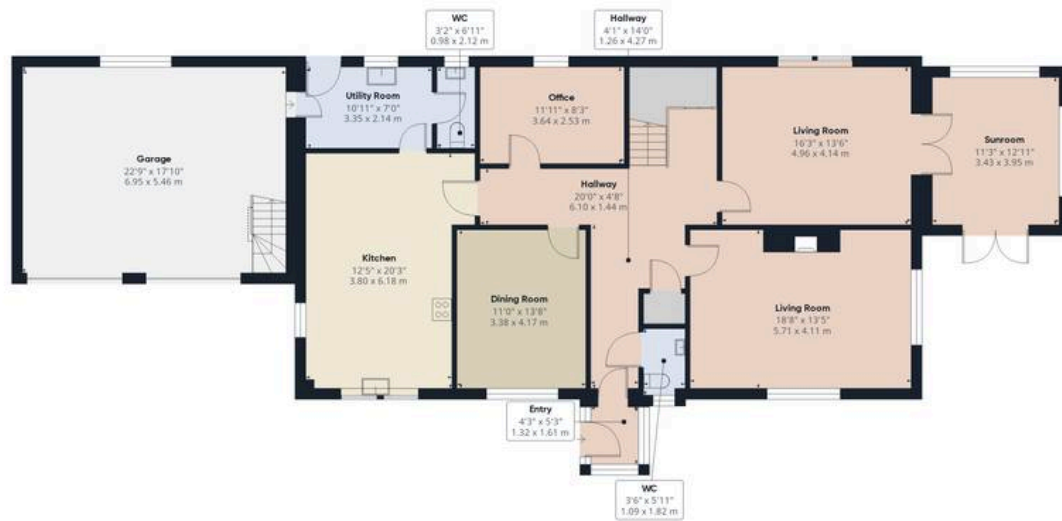 WC
3'2" x 6'11"
0.98 x 2.12 m
Hallway
4'1" x 14'0"
1.26 x 4.27 m
Utility Room
10'11" x 7'0"
3.35 x 2.14 m
Office
11'11" x 8'3"
3.64 x 2.53 m
Living Room
16'3" x 13'6"
4.96 x 4.14 m
Sunroom
11'3" x 12'11"
3.43 x 3.95 m
Garage
22'9" x 17'10"
6.95 x 5.46 m
Hallway
20'0" x 4'8"
6.10 x 1.44 m
Kitchen
12'5" x 20'3"
3.80 x 6.18 m
Dining Room
11'0" x 13'8"
3.38 x 4.17 m
Living Room
18'8" x 13'5"
5.71 x 4.11 m
Entry
4'3" x 5'3"
1.32 x 1.61 m
WC
3'6" x 5'11"
1.09 x 1.82 m